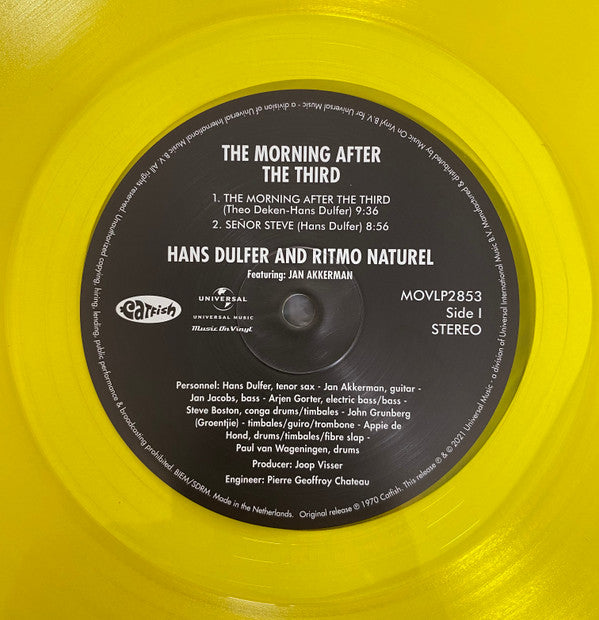 THE MORNING AFTER
THE THIRD
1. THE MORNING AFTER THE THIRD
(Theo Deken-Hans Dulfer) 9:36
2. SEÑOR STEVE (Hans Dulfer) 8:56
HANS DULFER AND RITMO NATUREL
Featuring: JAN AKKERMAN
Catfish
UNIVERSAL
UNIVERSAL MUSIC
Music On Vinyl
MOVLP2853
Side I
STEREO
Personnel: Hans Dulfer, tenor sax - Jan Akkerman, guitar -
Jan Jacobs, bass - Arjen Gorter, electric bass/bass -
Steve Boston, conga drums/timbales - John Grunberg
(Groentjie) - timbales/guiro/trombone - Appie de
Hond, drums/timbales/fibre slap -
Paul van Wageningen, drums
Producer: Joop Visser
Engineer: Pierre Geoffroy Chateau
Original release ℗ 1970 Catfish. This release ℗ & © 2021 Universal Music - a division of Universal International Music B.V. Manufactured & distributed by Music On Vinyl B.V. for Universal Music - a division of Universal International Music B.V. All rights reserved. Unauthorized copying, hiring, lending, public performance & broadcasting prohibited. BIEM/SDRM. Made in the Netherlands.